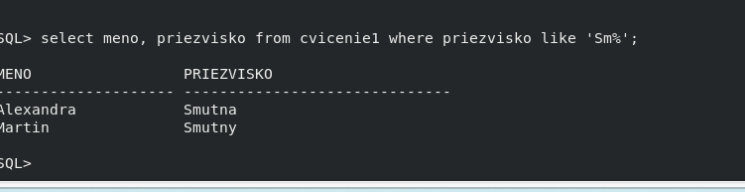 SQL> select meno, priezvisko from cvicenie1 where priezvisko like 'Sm%';
MENO PRIEZVISKO
-------------------- ------------------------------
Alexandra Smutna
Martin Smutny
SQL>